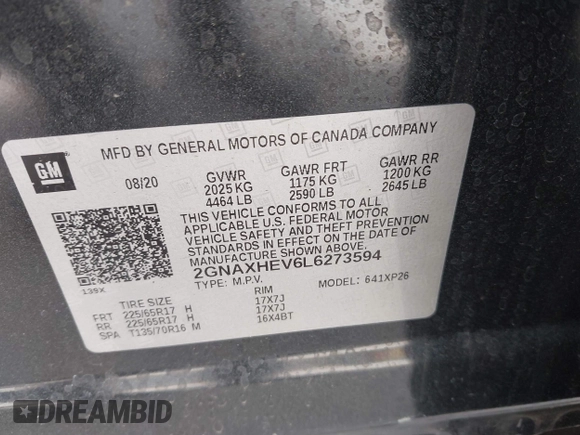 MFD BY GENERAL MOTORS OF CANADA COMPANY
GM
08/20 GVWR GAWR FRT GAWR RR
2025 KG 1175 KG 1200 KG
4464 LB 2590 LB 2645 LB
THIS VEHICLE CONFORMS TO ALL
APPLICABLE U.S. FEDERAL MOTOR
VEHICLE SAFETY AND THEFT PREVENTION
STANDARDS IN EFFECT ON THE DATE OF
MANUFACTURE SHOWN ABOVE.
2GNAXHEV6L6273594
139X TYPE: M.P.V. MODEL: 641XP26
TIRE SIZE RIM
FRT 225/65R17 H 17X7J
RR 225/65R17 H 17X7J
SPA T135/70R16 M 16X4BT
DREAMBID